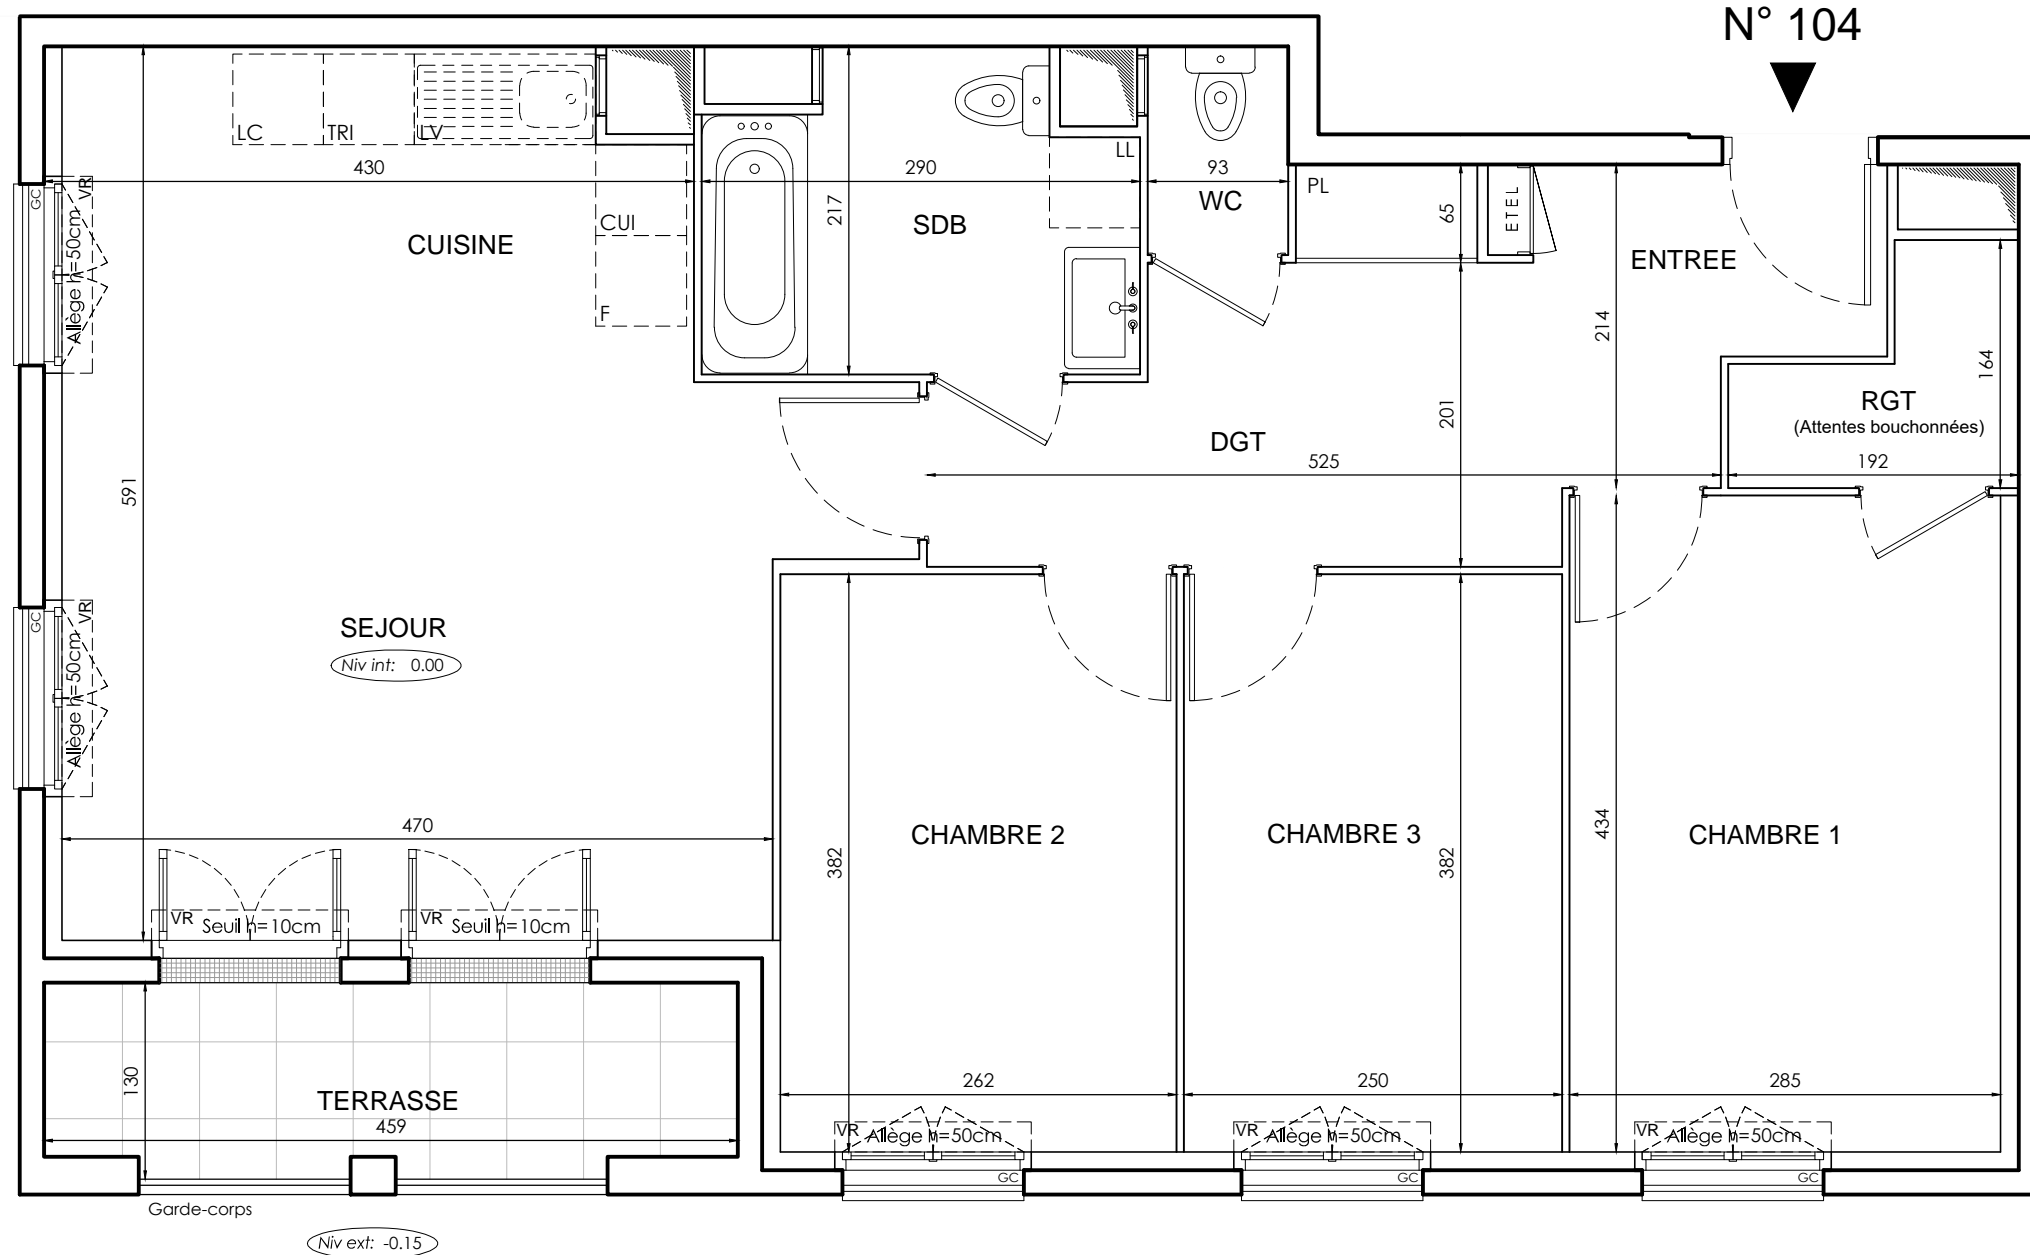 N° 104
LC
TRI
LV
LL
430
290
93
PL
65
ETEL
WC
217
SDB
CUI
CUISINE
ENTREE
GC
VR
Allège h=50cm
F
214
164
RGT
(Attentes bouchonnées)
201
DGT
525
192
591
GC
VR
Allège h=50cm
SEJOUR
Niv int: 0.00
470
434
CHAMBRE 2
CHAMBRE 3
CHAMBRE 1
382
382
VR Seuil h=10cm
VR Seuil h=10cm
130
262
250
285
TERRASSE
459
VR Allège h=50cm
VR Allège h=50cm
VR Allège h=50cm
GC
GC
GC
Garde-corps
Niv ext: -0.15